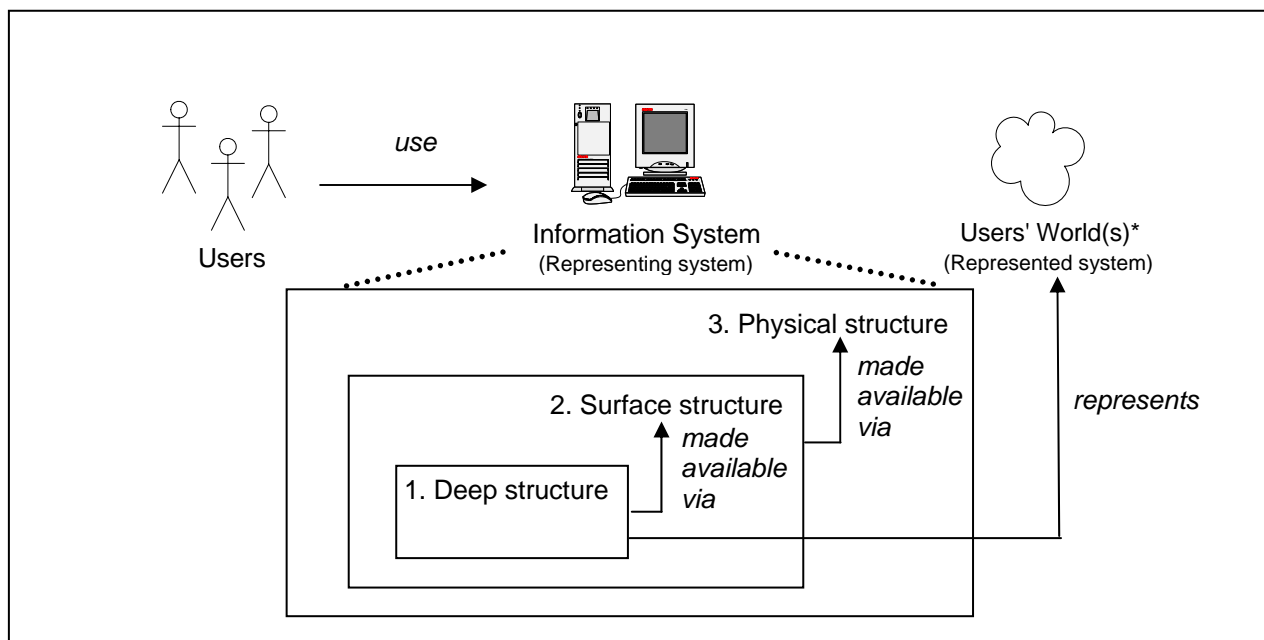 use
Users
Information System
(Representing system)
Users' World(s)*
(Represented system)
3. Physical structure
made
available
via
represents
2. Surface structure
made
available
via
1. Deep structure